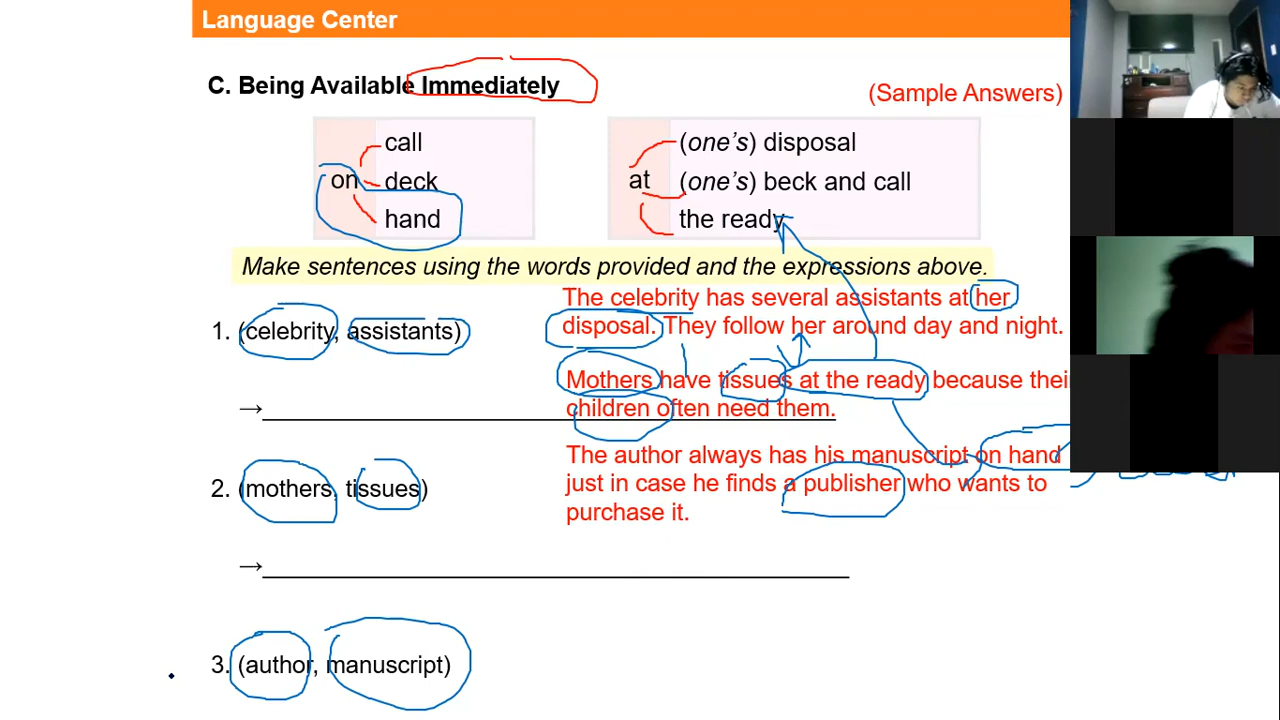 Language Center
C. Being Available Immediately
(Sample Answers)
on
call
deck
hand
at
(one's) disposal
(one's) beck and call
the ready
Make sentences using the words provided and the expressions above.
1. (celebrity, assistants)
The celebrity has several assistants at her
disposal. They follow her around day and night.
→
Mothers have tissues at the ready because thei
children often need them.
2. (mothers, tissues)
The author always has his manuscript on hand
just in case he finds a publisher who wants to
purchase it.
→
3. (author, manuscript)